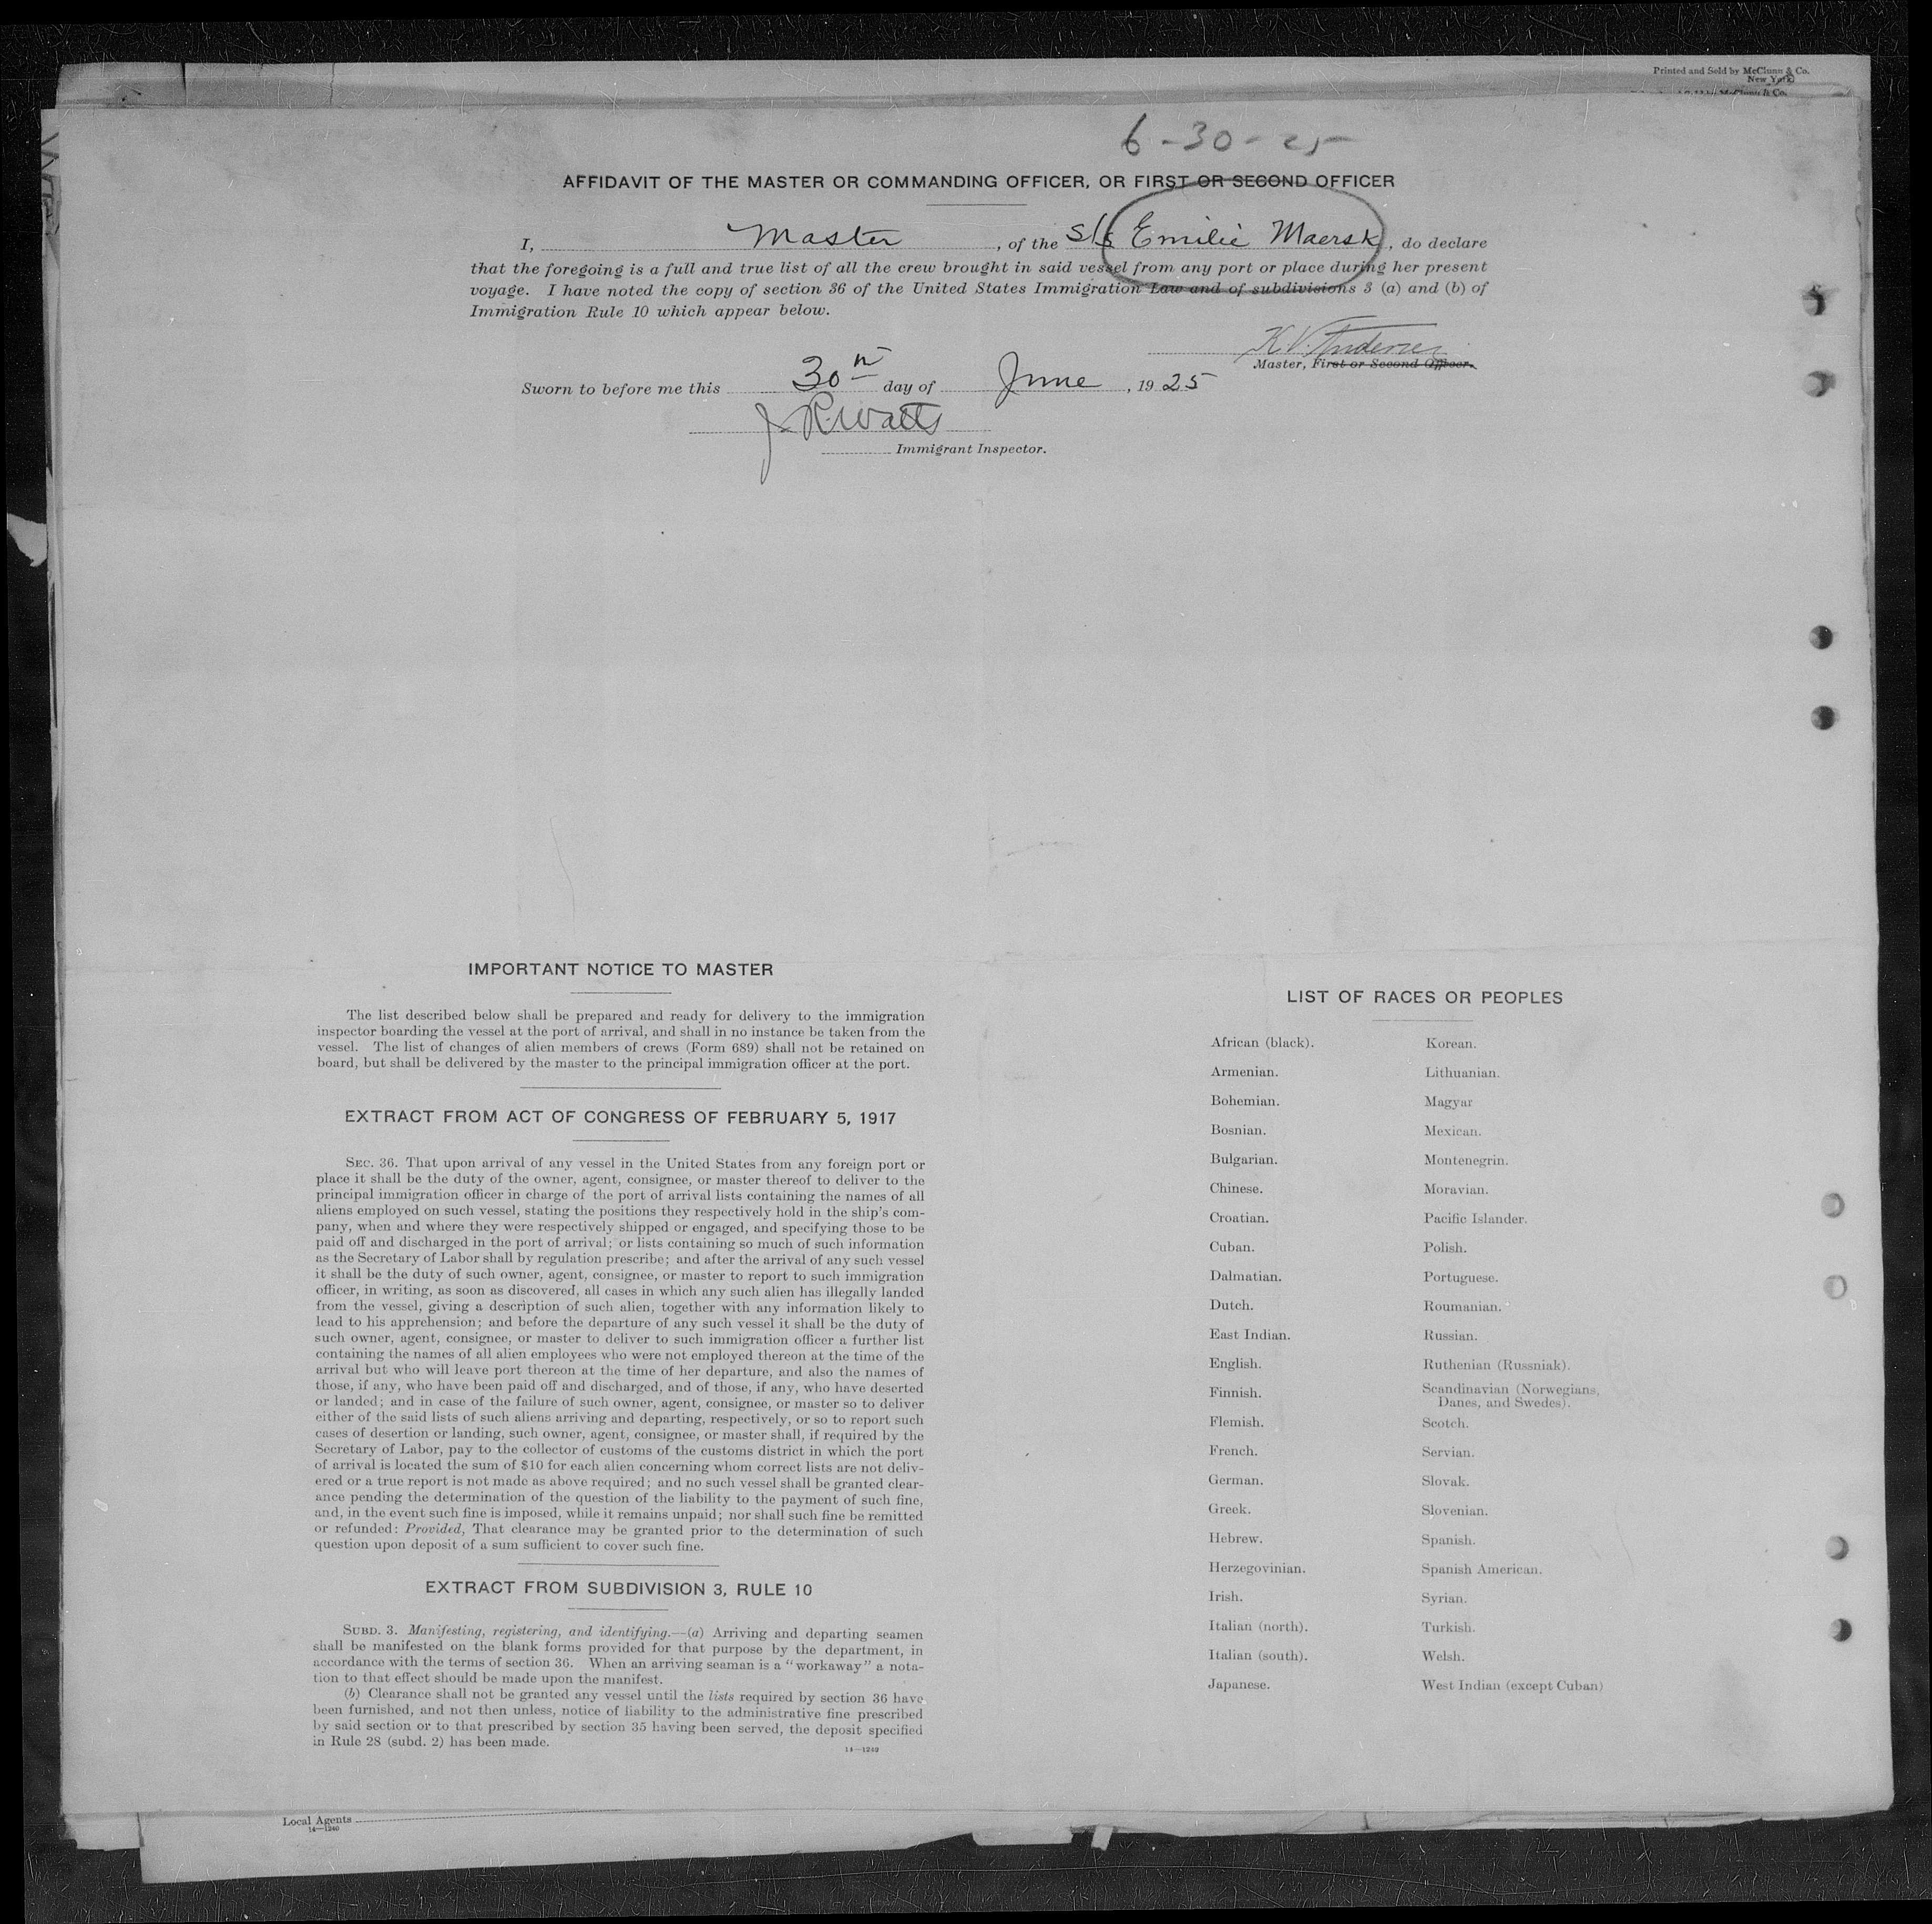 Printed and Sold by McClunn & Co.
New York
McClunn & Co.
6-30-25
AFFIDAVIT OF THE MASTER OR COMMANDING OFFICER, OR FIRST OR SECOND OFFICER
I, Master, of the S/S Emilie Maersk, do declare
that the foregoing is a full and true list of all the crew brought in said vessel from any port or place during her present
voyage. I have noted the copy of section 36 of the United States Immigration Law and of subdivisions 3 (a) and (b) of
Immigration Rule 10 which appear below.
K.V. Andersen
Master, First or Second Officer.
Sworn to before me this 30th day of June, 1925
J R Watts
Immigrant Inspector.
IMPORTANT NOTICE TO MASTER
The list described below shall be prepared and ready for delivery to the immigration
inspector boarding the vessel at the port of arrival, and shall in no instance be taken from the
vessel. The list of changes of alien members of crews (Form 689) shall not be retained on
board, but shall be delivered by the master to the principal immigration officer at the port.
EXTRACT FROM ACT OF CONGRESS OF FEBRUARY 5, 1917
SEC. 36. That upon arrival of any vessel in the United States from any foreign port or
place it shall be the duty of the owner, agent, consignee, or master thereof to deliver to the
principal immigration officer in charge of the port of arrival lists containing the names of all
aliens employed on such vessel, stating the positions they respectively hold in the ship's com-
pany, when and where they were respectively shipped or engaged, and specifying those to be
paid off and discharged in the port of arrival; or lists containing so much of such information
as the Secretary of Labor shall by regulation prescribe; and after the arrival of any such vessel
it shall be the duty of such owner, agent, consignee, or master to report to such immigration
officer, in writing, as soon as discovered, all cases in which any such alien has illegally landed
from the vessel, giving a description of such alien, together with any information likely to
lead to his apprehension; and before the departure of any such vessel it shall be the duty of
such owner, agent, consignee, or master to deliver to such immigration officer a further list
containing the names of all alien employees who were not employed thereon at the time of the
arrival but who will leave port thereon at the time of her departure, and also the names of
those, if any, who have been paid off and discharged, and of those, if any, who have deserted
or landed; and in case of the failure of such owner, agent, consignee, or master so to deliver
either of the said lists of such aliens arriving and departing, respectively, or so to report such
cases of desertion or landing, such owner, agent, consignee, or master shall, if required by the
Secretary of Labor, pay to the collector of customs of the customs district in which the port
of arrival is located the sum of $10 for each alien concerning whom correct lists are not deliv-
ered or a true report is not made as above required; and no such vessel shall be granted clear-
ance pending the determination of the question of the liability to the payment of such fine,
and, in the event such fine is imposed, while it remains unpaid; nor shall such fine be remitted
or refunded: Provided, That clearance may be granted prior to the determination of such
question upon deposit of a sum sufficient to cover such fine.
EXTRACT FROM SUBDIVISION 3, RULE 10
SUBD. 3. Manifesting, registering, and identifying.—(a) Arriving and departing seamen
shall be manifested on the blank forms provided for that purpose by the department, in
accordance with the terms of section 36. When an arriving seaman is a "workaway" a nota-
tion to that effect should be made upon the manifest.
(b) Clearance shall not be granted any vessel until the lists required by section 36 have
been furnished, and not then unless, notice of liability to the administrative fine prescribed
by said section or to that prescribed by section 35 having been served, the deposit specified
in Rule 28 (subd. 2) has been made.
14—1240
LIST OF RACES OR PEOPLES
African (black). Korean.
Armenian. Lithuanian.
Bohemian. Magyar
Bosnian. Mexican.
Bulgarian. Montenegrin.
Chinese. Moravian.
Croatian. Pacific Islander.
Cuban. Polish.
Dalmatian. Portuguese.
Dutch. Roumanian.
East Indian. Russian.
English. Ruthenian (Russniak).
Finnish. Scandinavian (Norwegians,
Danes, and Swedes).
Flemish. Scotch.
French. Servian.
German. Slovak.
Greek. Slovenian.
Hebrew. Spanish.
Herzegovinian. Spanish American.
Irish. Syrian.
Italian (north). Turkish.
Italian (south). Welsh.
Japanese. West Indian (except Cuban)
Local Agents
14—1240